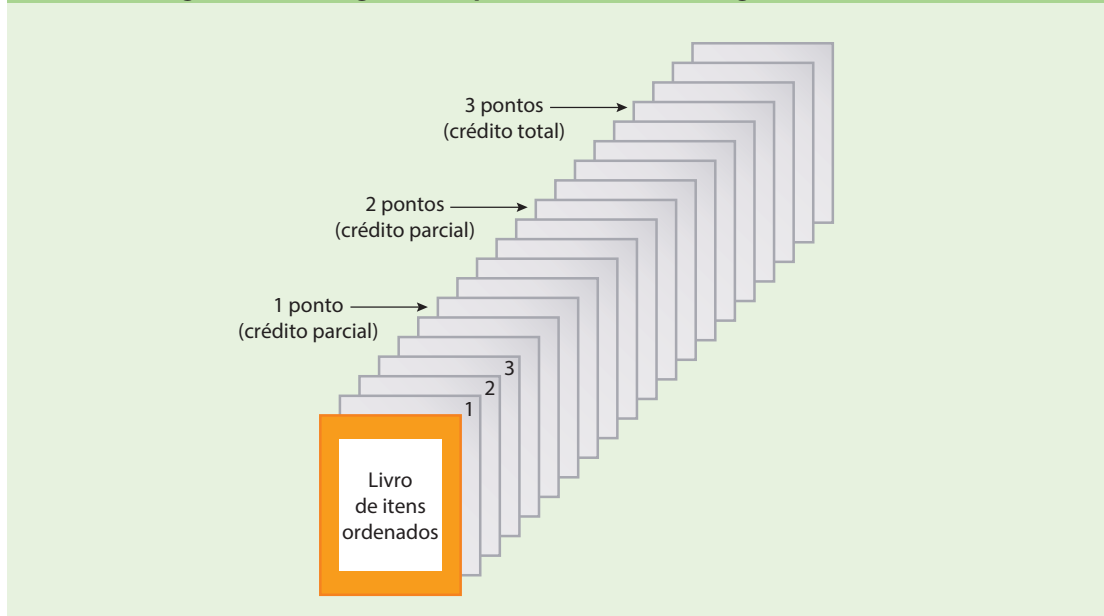 3 pontos
(crédito total)
2 pontos
(crédito parcial)
1 ponto
(crédito parcial)
3
2
1
Livro
de itens
ordenados